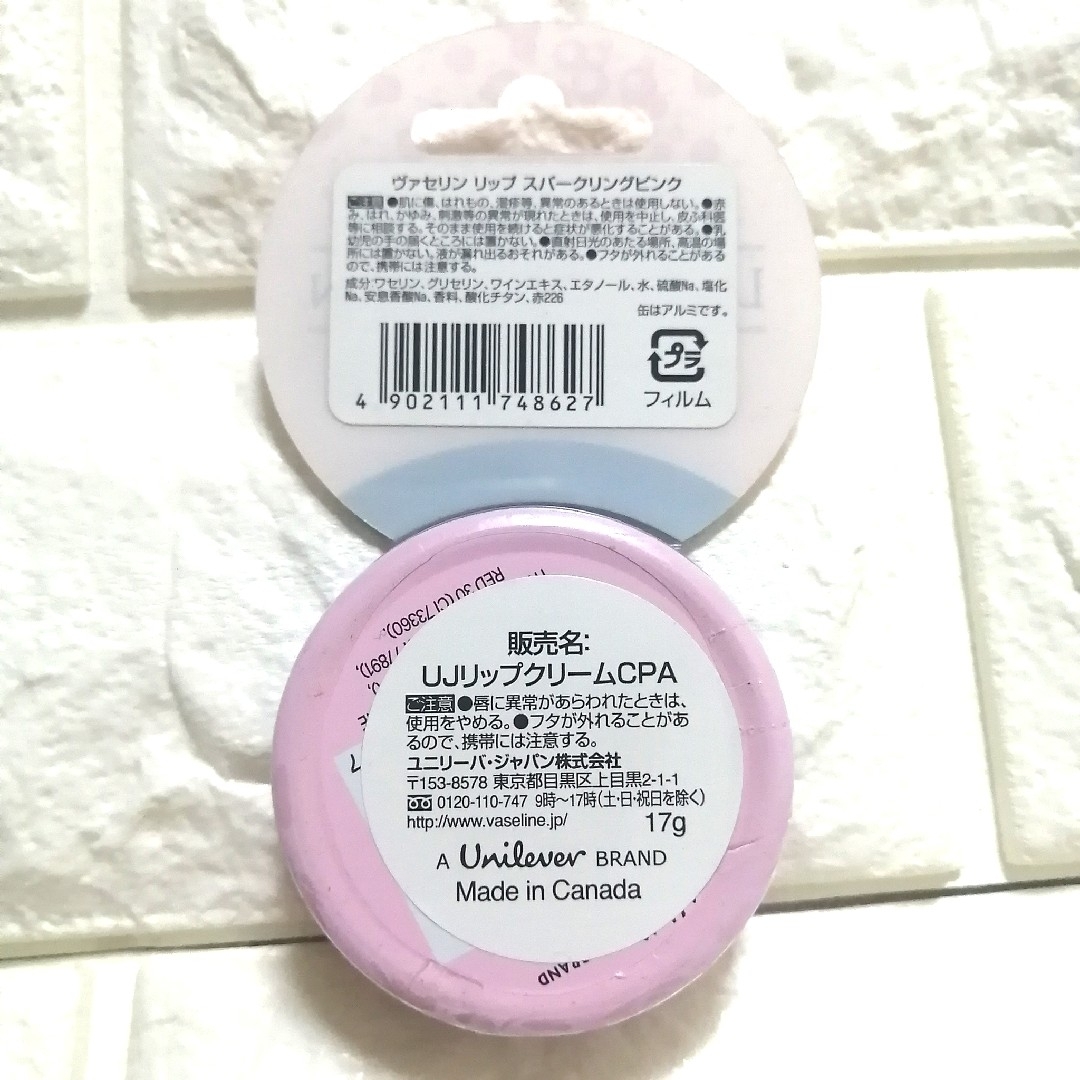 ヴァセリン リップ スパークリングピンク
ご注意 ●肌に傷、はれもの、湿疹等、異常のあるときは使用しない。●赤
み、はれ、かゆみ、刺激等の異常が現れたときは、使用を中止し、皮ふ科医
等に相談する。そのまま使用を続けると症状が悪化することがある。●乳
幼児の手の届くところには置かない。●直射日光のあたる場所、高温の場
所には置かない。液が漏れ出るおそれがある。●フタが外れることがある
ので、携帯には注意する。
成分:ワセリン、グリセリン、ワインエキス、エタノール、水、硫酸Na、塩化
Na、安息香酸Na、香料、酸化チタン、赤226
缶はアルミです。
プラ
フィルム
4 902111 748627
RED 30 (CI 73360),
77891),
販売名:
UJリップクリームCPA
ご注意 ●唇に異常があらわれたときは、
使用をやめる。●フタが外れることがあ
るので、携帯には注意する。
ユニリーバ・ジャパン株式会社
〒153-8578 東京都目黒区上目黒2-1-1
0120-110-747 9時〜17時(土・日・祝日を除く)
http://www.vaseline.jp/ 17g
A Unilever BRAND
Made in Canada
BRAND